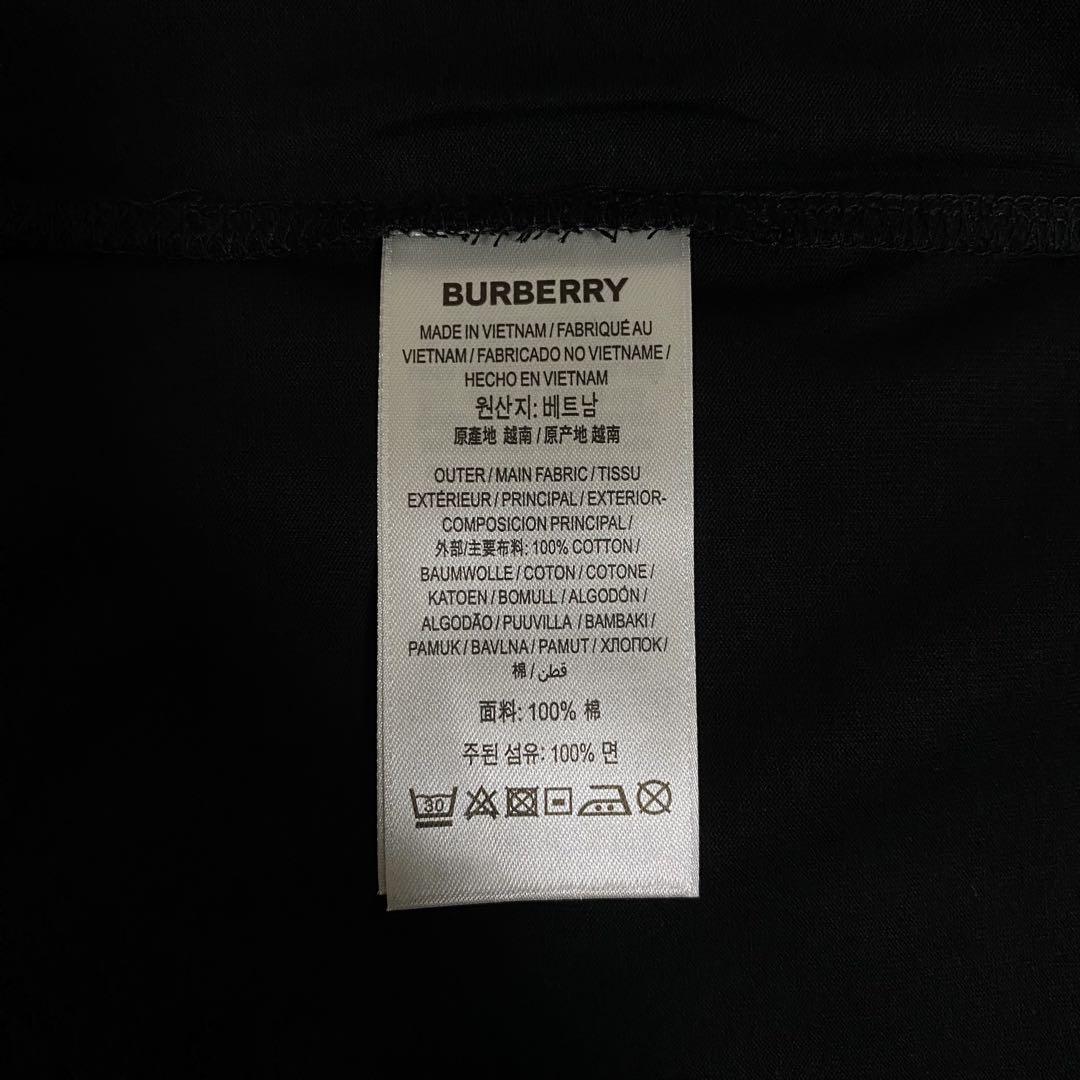 BURBERRY
MADE IN VIETNAM / FABRIQUÉ AU
VIETNAM / FABRICADO NO VIETNAME /
HECHO EN VIETNAM
원산지: 베트남
原產地 越南 / 原产地 越南
OUTER / MAIN FABRIC / TISSU
EXTÉRIEUR / PRINCIPAL / EXTERIOR-
COMPOSICION PRINCIPAL /
外部/主要布料: 100% COTTON /
BAUMWOLLE / COTON / COTONE /
KATOEN / BOMULL / ALGODÓN /
ALGODÃO / PUUVILLA / BAMBAKI /
PAMUK / BAVLNA / PAMUT / ХЛОПОК /
棉 / قطن
面料: 100% 棉
주된 섬유: 100% 면
30